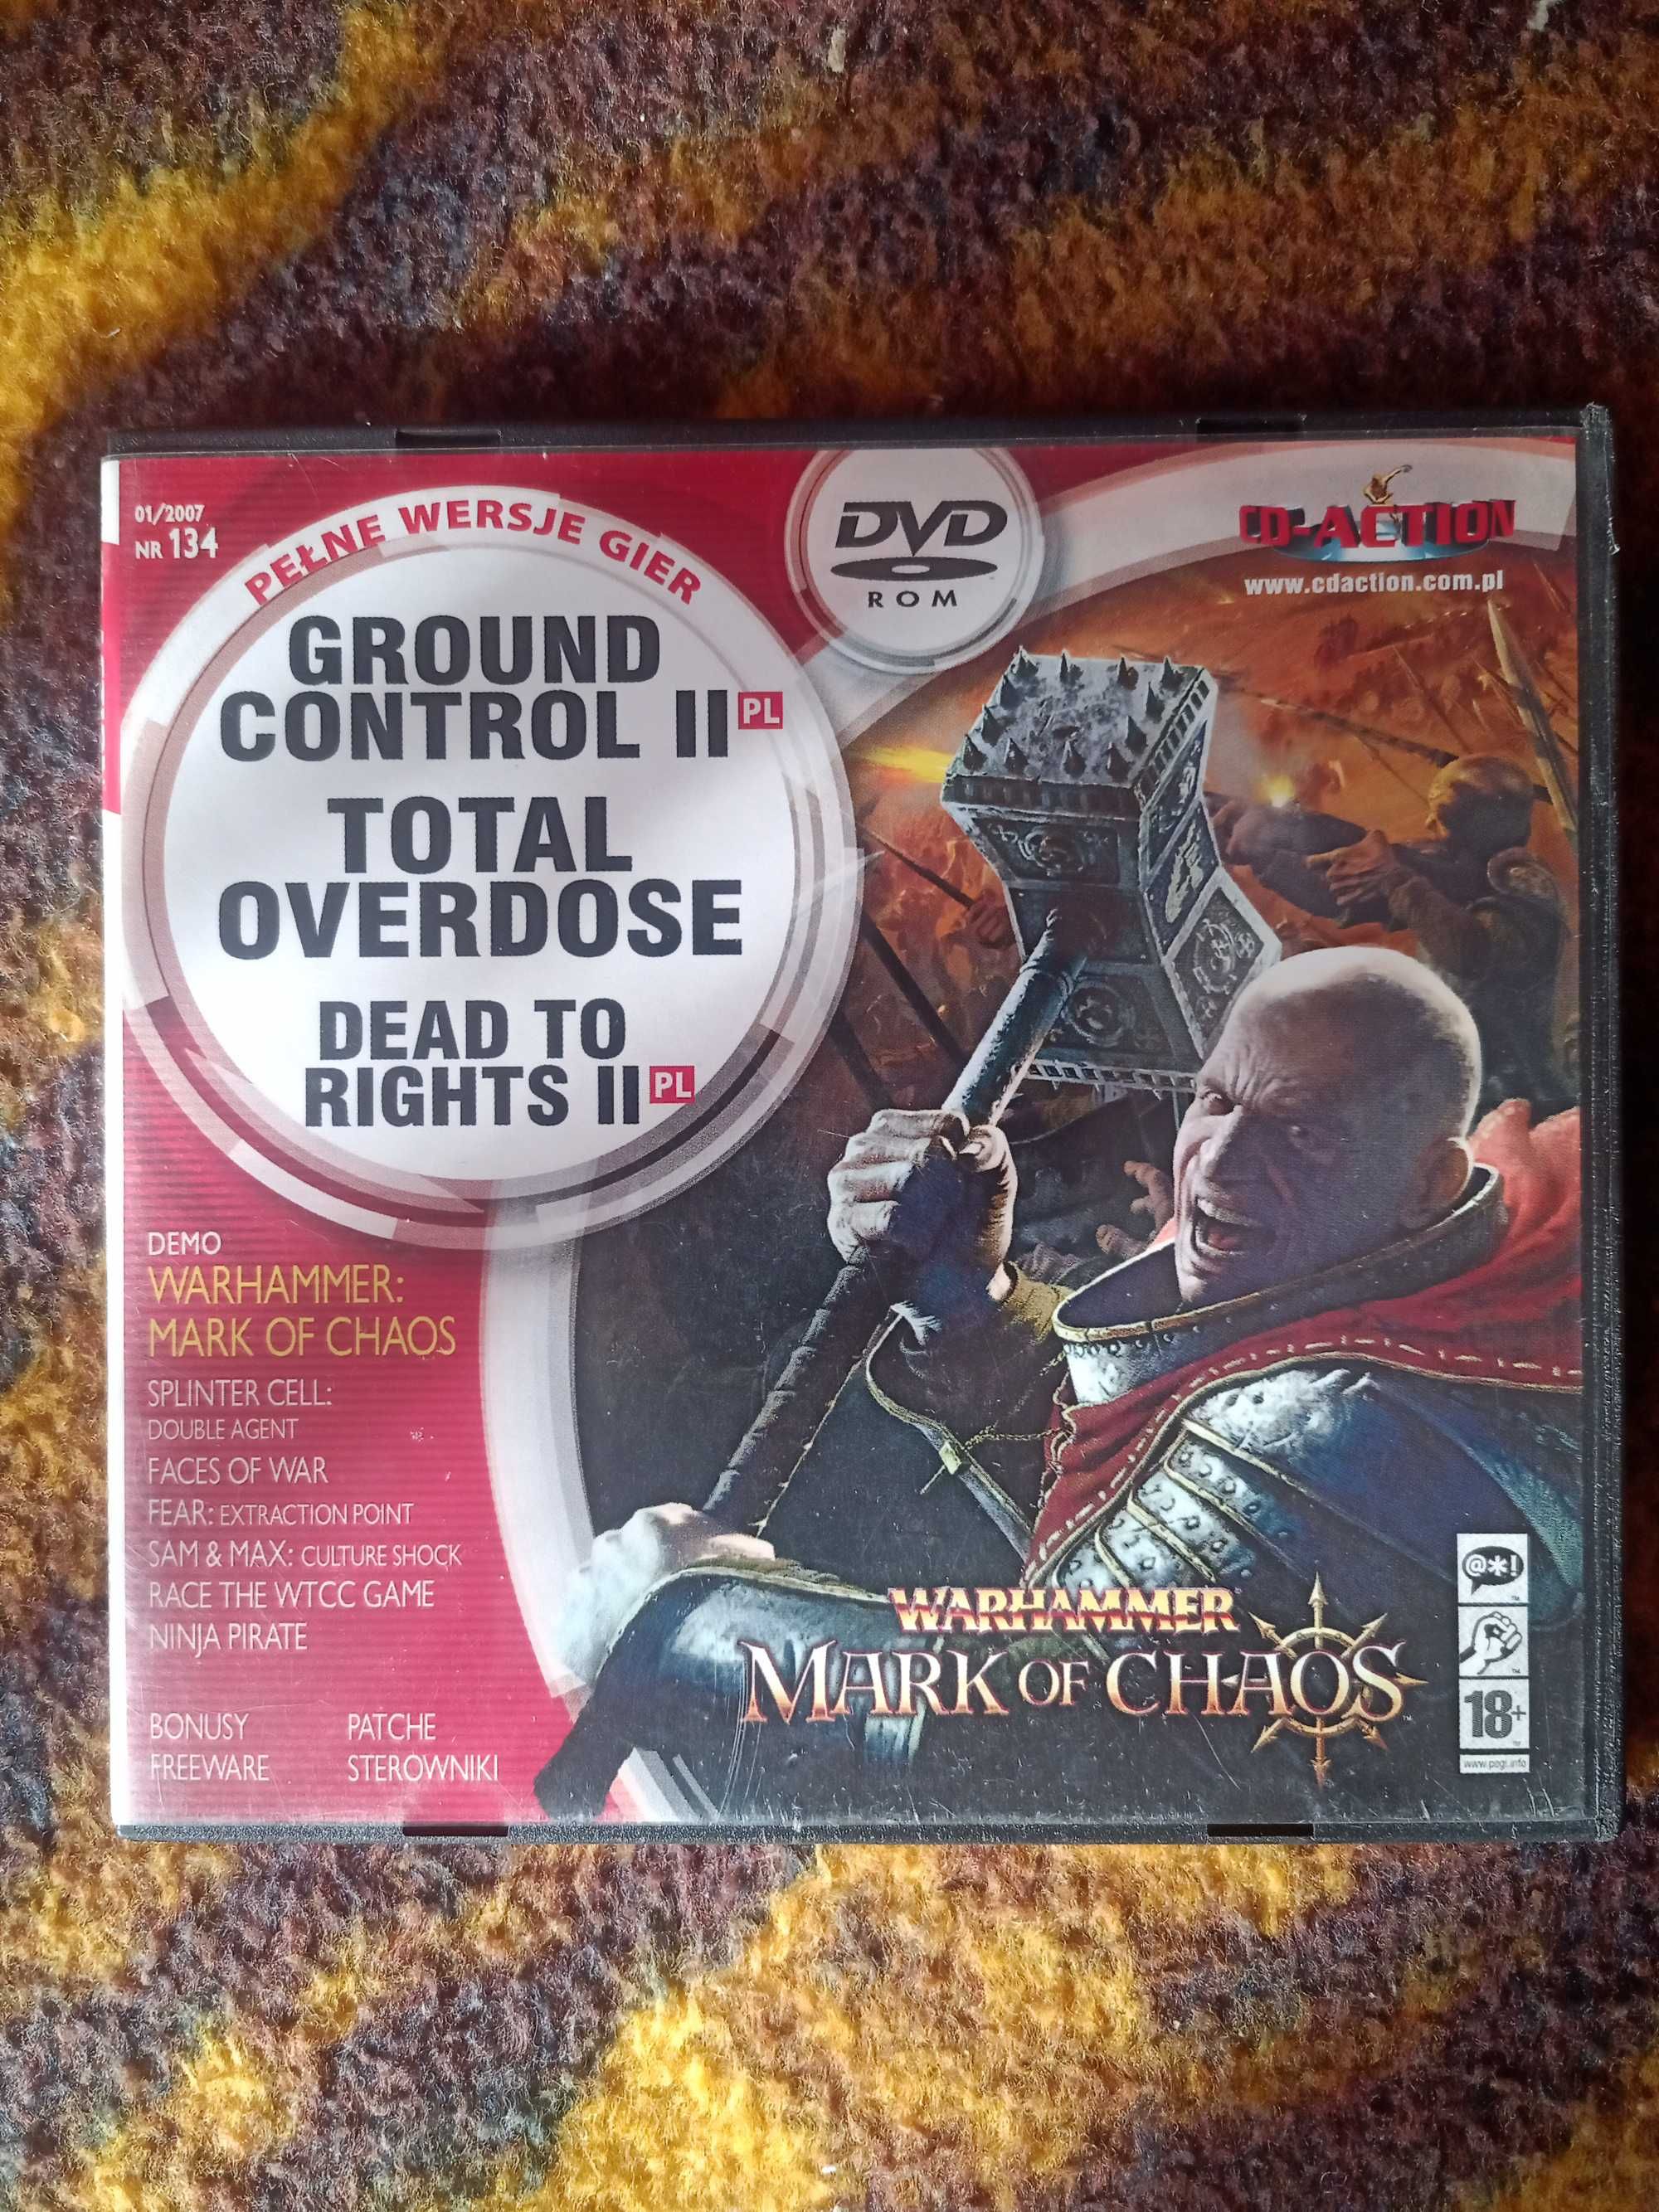 01/2007
NR 134
PEŁNE WERSJE GIER
GROUND
CONTROL II PL
TOTAL
OVERDOSE
DEAD TO
RIGHTS II PL
DVD
ROM
CD-ACTION
www.cdaction.com.pl
DEMO
WARHAMMER:
MARK OF CHAOS
SPLINTER CELL:
DOUBLE AGENT
FACES OF WAR
FEAR: EXTRACTION POINT
SAM & MAX: CULTURE SHOCK
RACE THE WTCC GAME
NINJA PIRATE
BONUSY PATCHE
FREEWARE STEROWNIKI
WARHAMMER
MARK OF CHAOS
@*!
18+
www.pegi.info